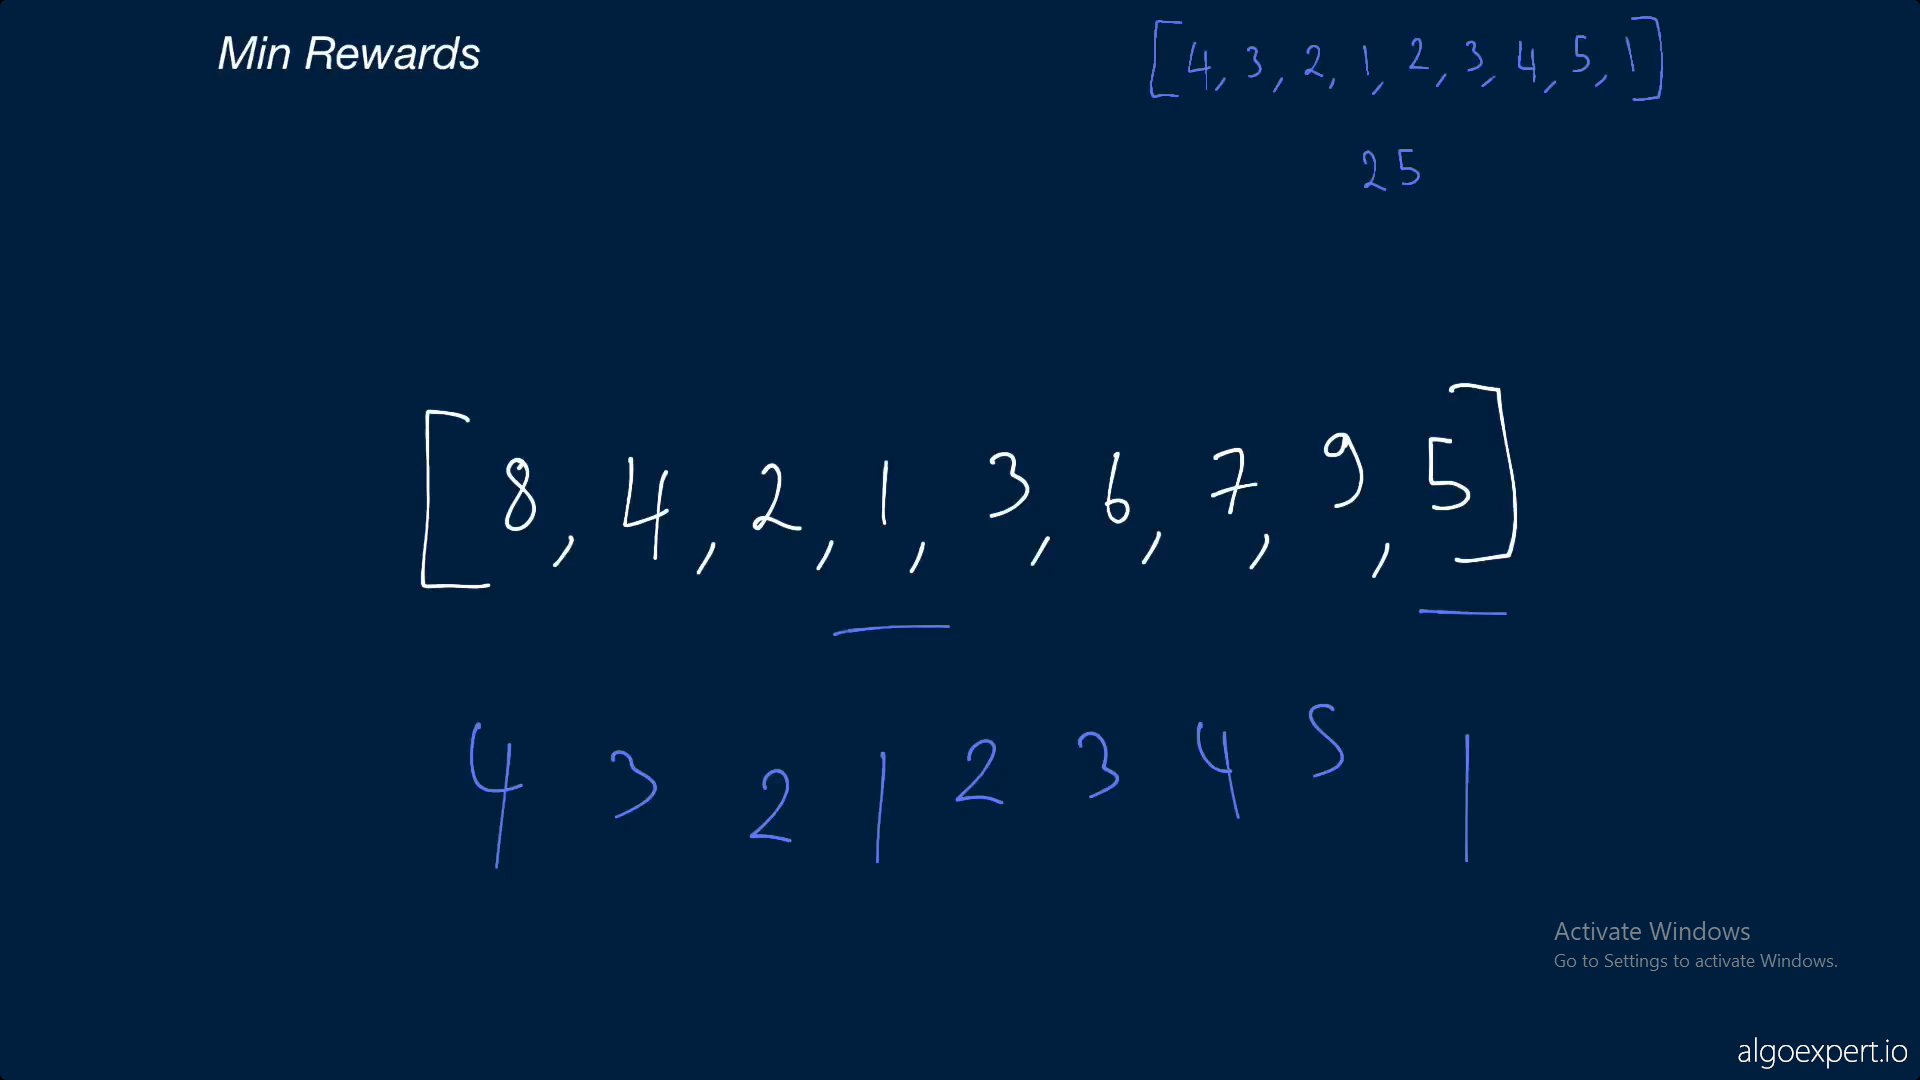 Min Rewards
[4, 3, 2, 1, 2, 3, 4, 5, 1]
25
[8, 4, 2, 1, 3, 6, 7, 9, 5]
4 3 2 1 2 3 4 5 1
Activate Windows
Go to Settings to activate Windows.
algoexpert.io